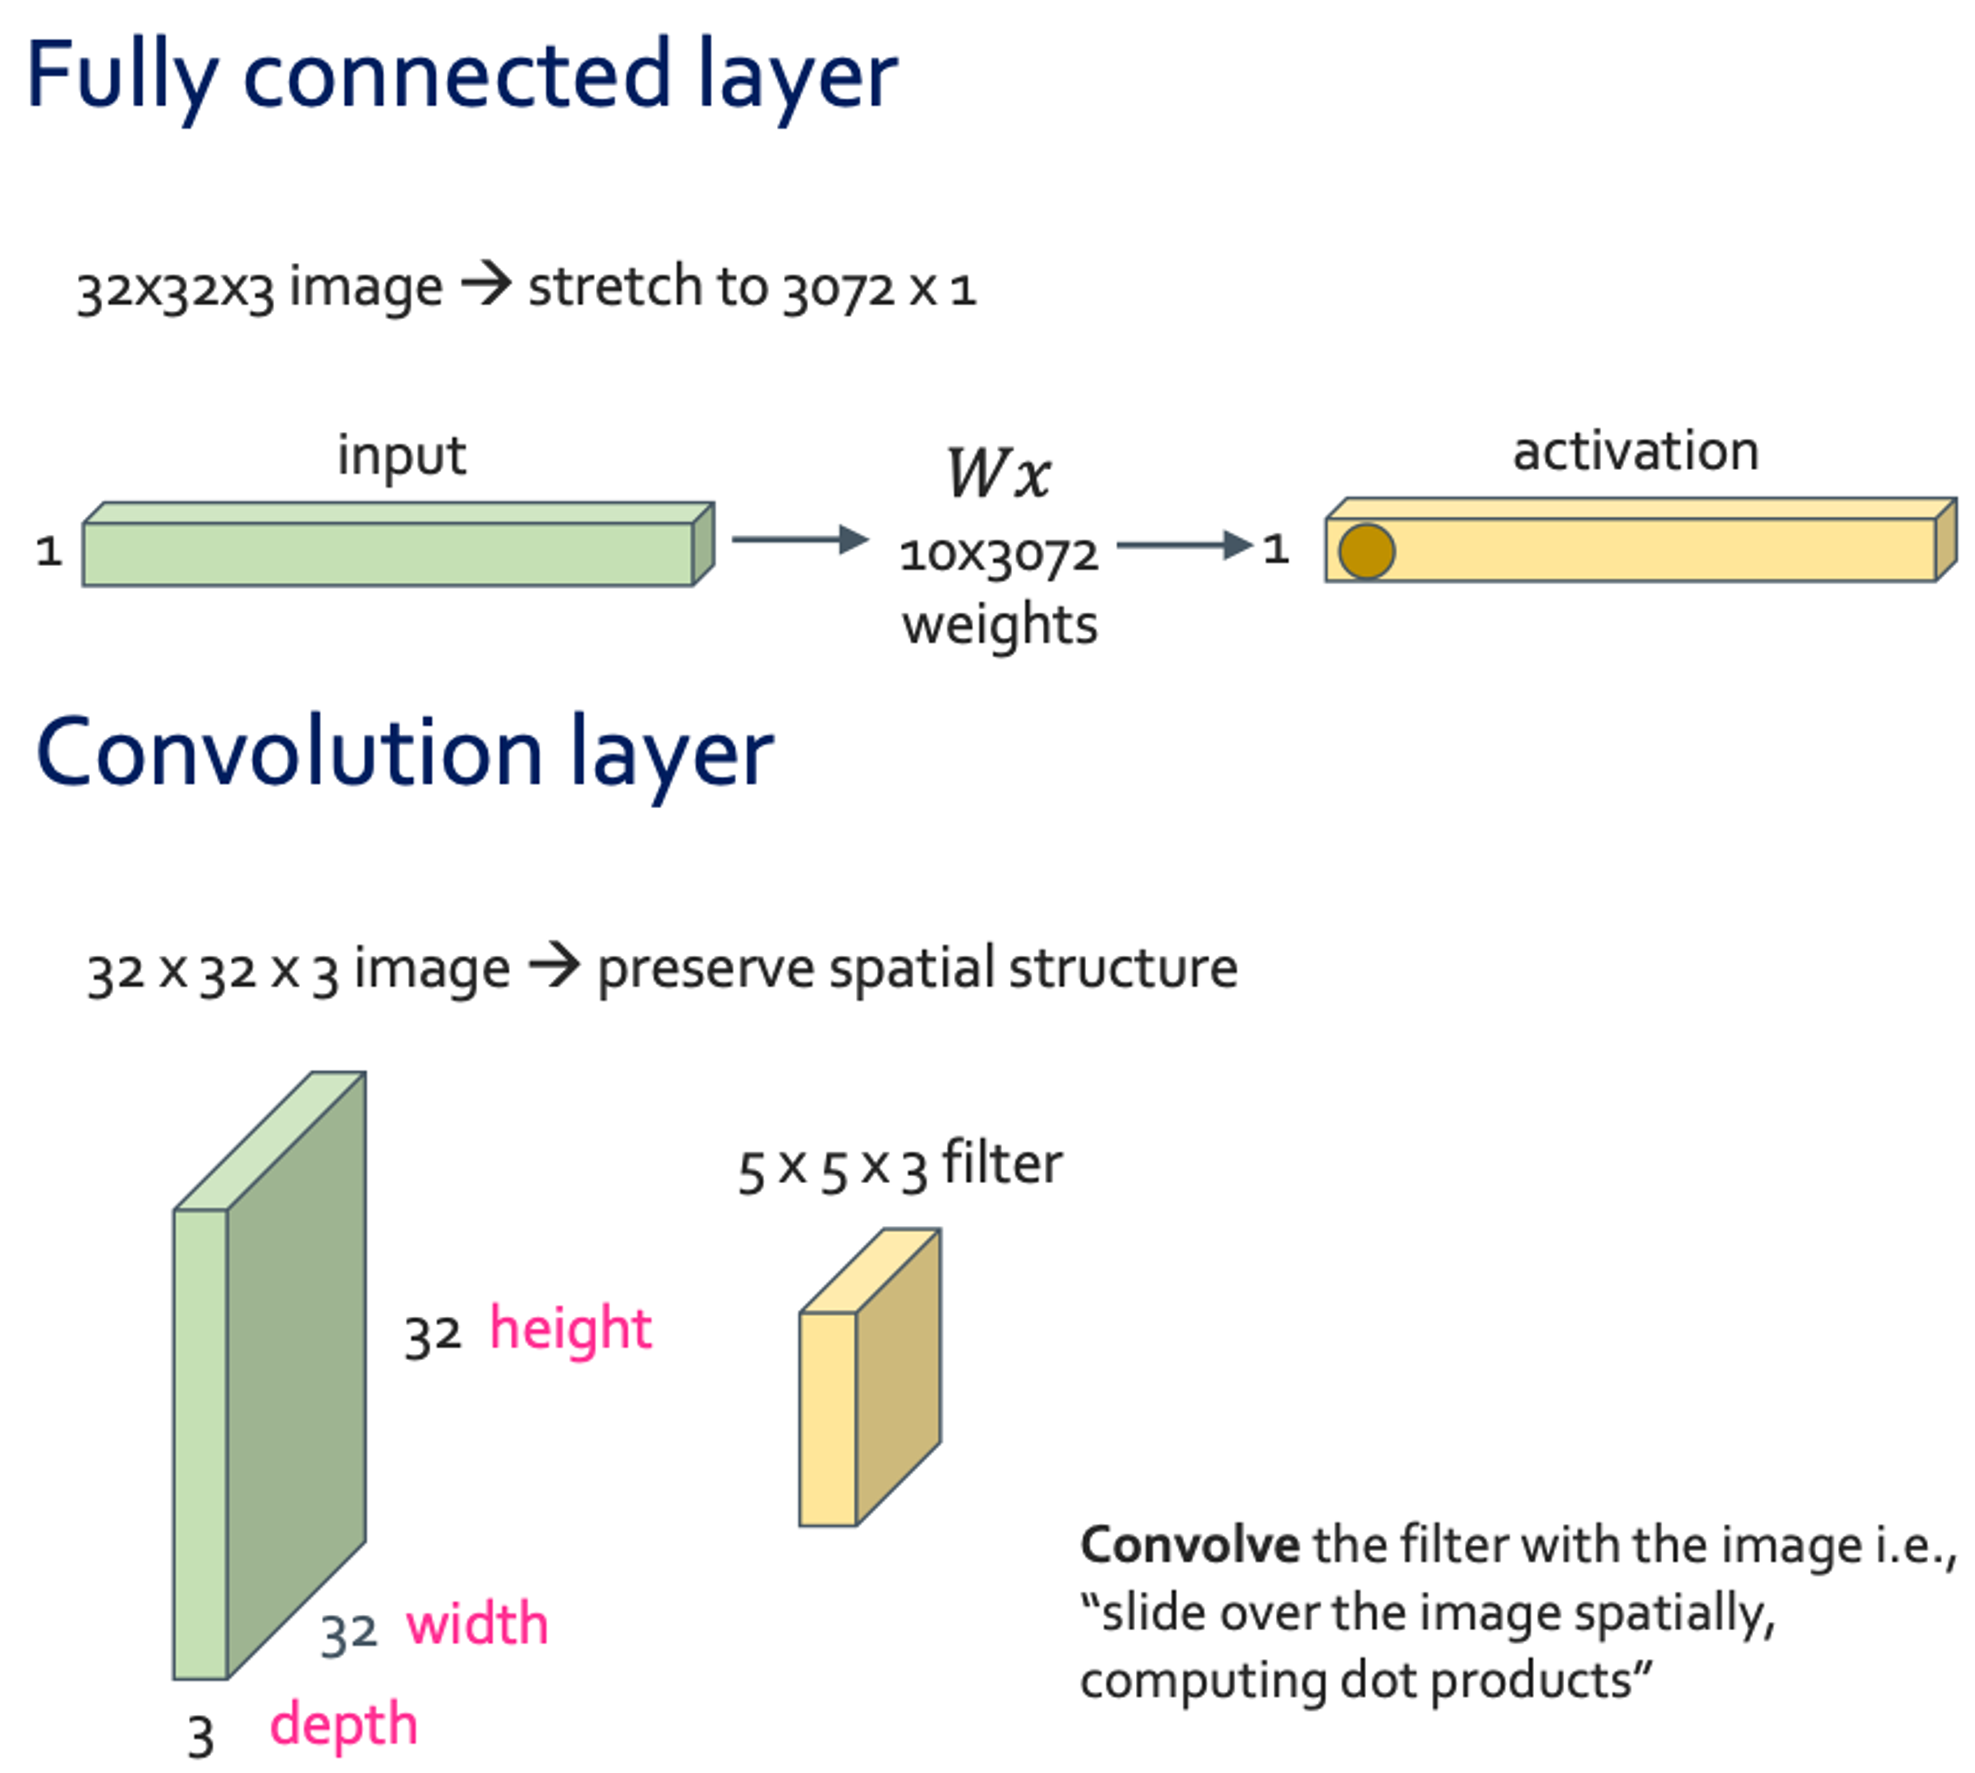 Fully connected layer
32x32x3 image → stretch to 3072 x 1
input
1
Wx
10x3072
weights
activation
1
Convolution layer
32 x 32 x 3 image → preserve spatial structure
5 x 5 x 3 filter
32 height
32 width
3 depth
Convolve the filter with the image i.e.,
“slide over the image spatially,
computing dot products”